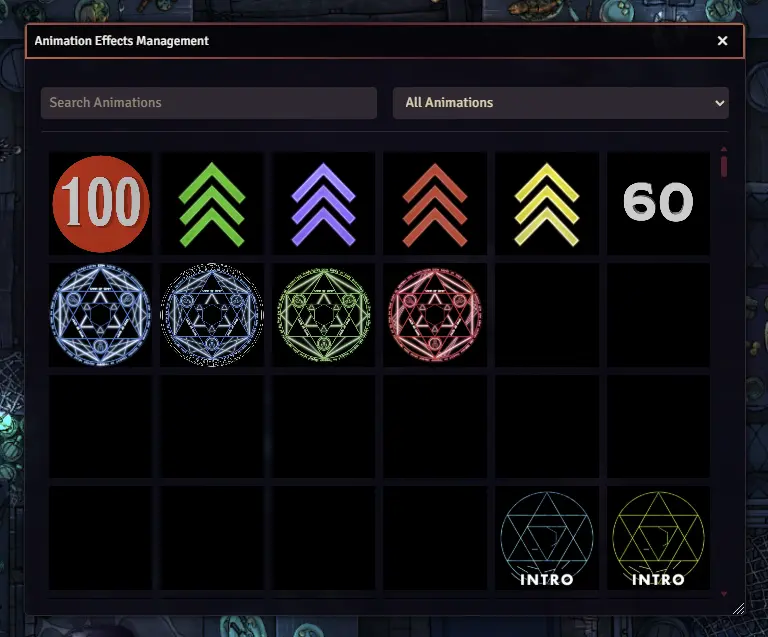 Animation Effects Management
Search Animations
All Animations
100
60
INTRO
INTRO